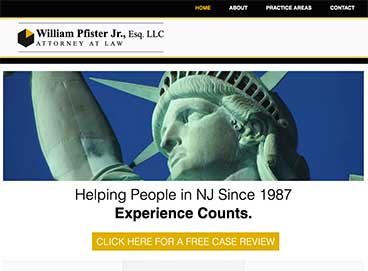 HOME ABOUT PRACTICE AREAS CONTACT
William Pfister Jr., Esq. LLC
ATTORNEY AT LAW
Helping People in NJ Since 1987
Experience Counts.
CLICK HERE FOR A FREE CASE REVIEW